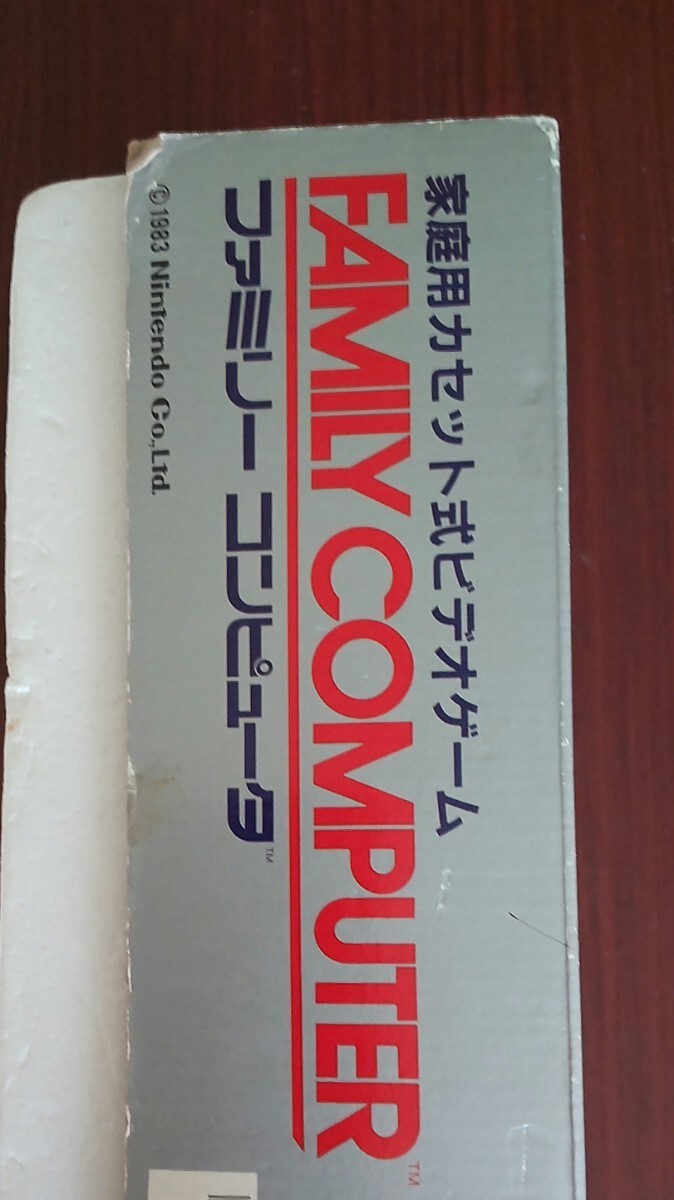 家庭用カセット式ビデオゲーム
FAMILY COMPUTER™
ファミリー コンピュータ™
©1983 Nintendo Co.,Ltd.